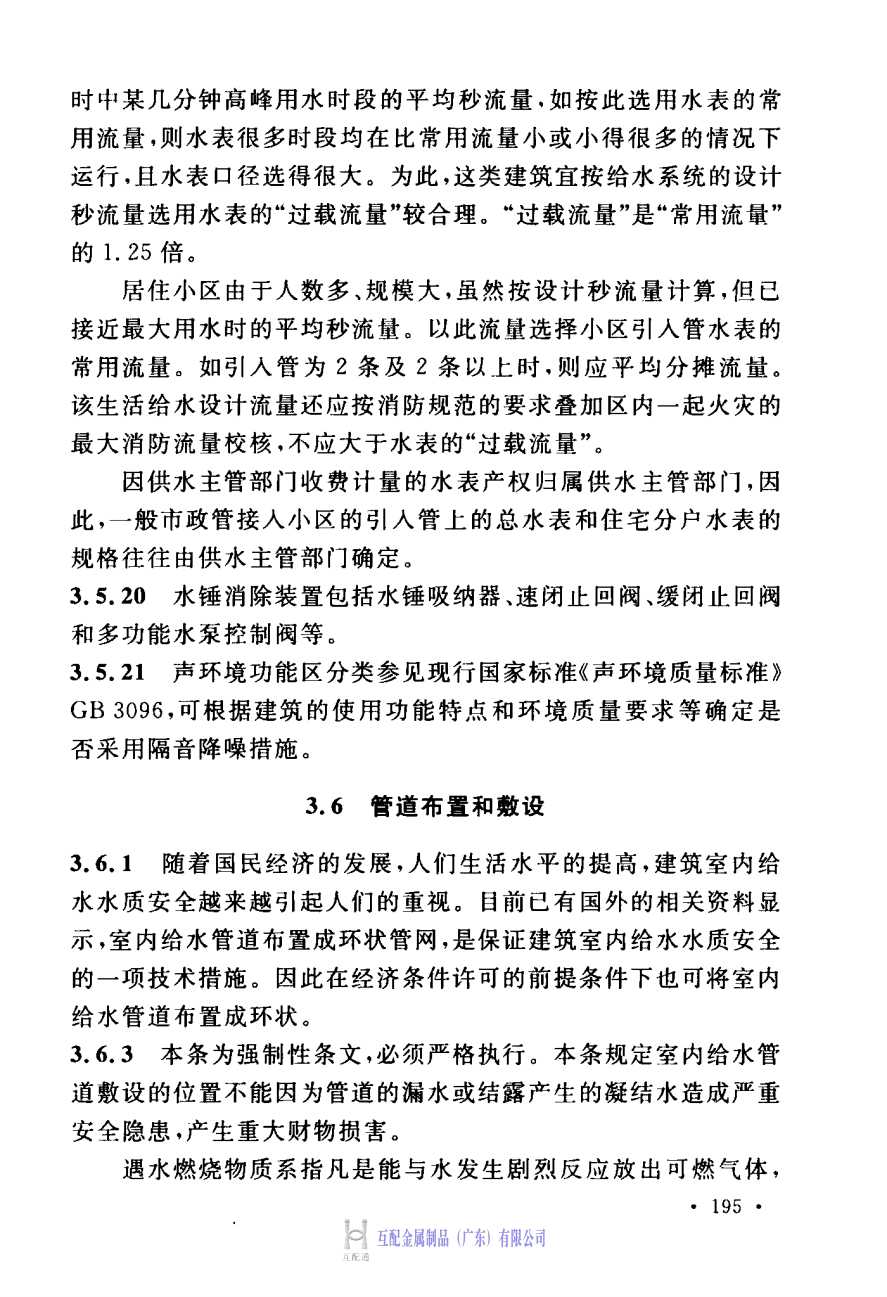 时中某几分钟高峰用水时段的平均秒流量,如按此选用水表的常
用流量,则水表很多时段均在比常用流量小或小得很多的情况下
运行,且水表口径选得很大。为此,这类建筑宜按给水系统的设计
秒流量选用水表的“过载流量”较合理。“过载流量”是“常用流量”
的 1.25 倍。
居住小区由于人数多、规模大,虽然按设计秒流量计算,但已
接近最大用水时的平均秒流量。以此流量选择小区引入管水表的
常用流量。如引入管为 2 条及 2 条以上时,则应平均分摊流量。
该生活给水设计流量还应按消防规范的要求叠加区内一起火灾的
最大消防流量校核,不应大于水表的“过载流量”。
因供水主管部门收费计量的水表产权归属供水主管部门,因
此,一般市政管接入小区的引入管上的总水表和住宅分户水表的
规格往往由供水主管部门确定。
3.5.20 水锤消除装置包括水锤吸纳器、速闭止回阀、缓闭止回阀
和多功能水泵控制阀等。
3.5.21 声环境功能区分类参见现行国家标准《声环境质量标准》
GB 3096,可根据建筑的使用功能特点和环境质量要求等确定是
否采用隔音降噪措施。
3.6 管道布置和敷设
3.6.1 随着国民经济的发展,人们生活水平的提高,建筑室内给
水水质安全越来越引起人们的重视。目前已有国外的相关资料显
示,室内给水管道布置成环状管网,是保证建筑室内给水水质安全
的一项技术措施。因此在经济条件许可的前提条件下也可将室内
给水管道布置成环状。
3.6.3 本条为强制性条文,必须严格执行。本条规定室内给水管
道敷设的位置不能因为管道的漏水或结露产生的凝结水造成严重
安全隐患,产生重大财物损害。
遇水燃烧物质系指凡是能与水发生剧烈反应放出可燃气体,
• 195 •
互配金属制品（广东）有限公司
互配通